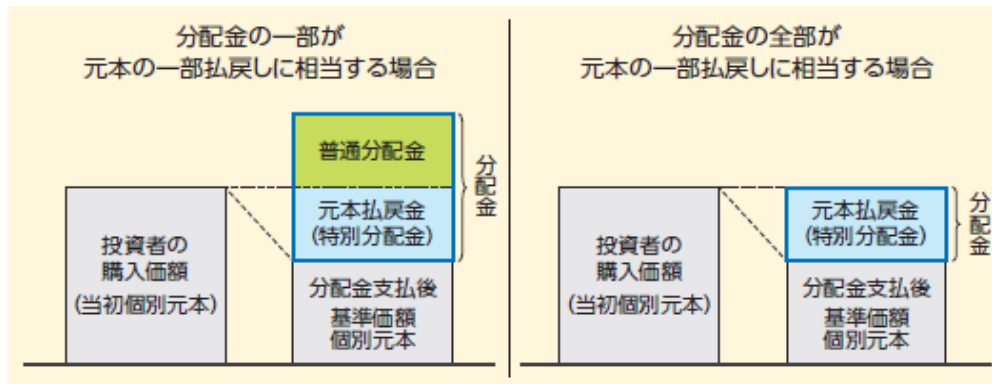 分配金の一部が
元本の一部払戻しに相当する場合
普通分配金
元本払戻金
(特別分配金)
分配金
投資者の
購入価額
(当初個別元本)
分配金支払後
基準価額
個別元本
分配金の全部が
元本の一部払戻しに相当する場合
元本払戻金
(特別分配金)
分配金
投資者の
購入価額
(当初個別元本)
分配金支払後
基準価額
個別元本